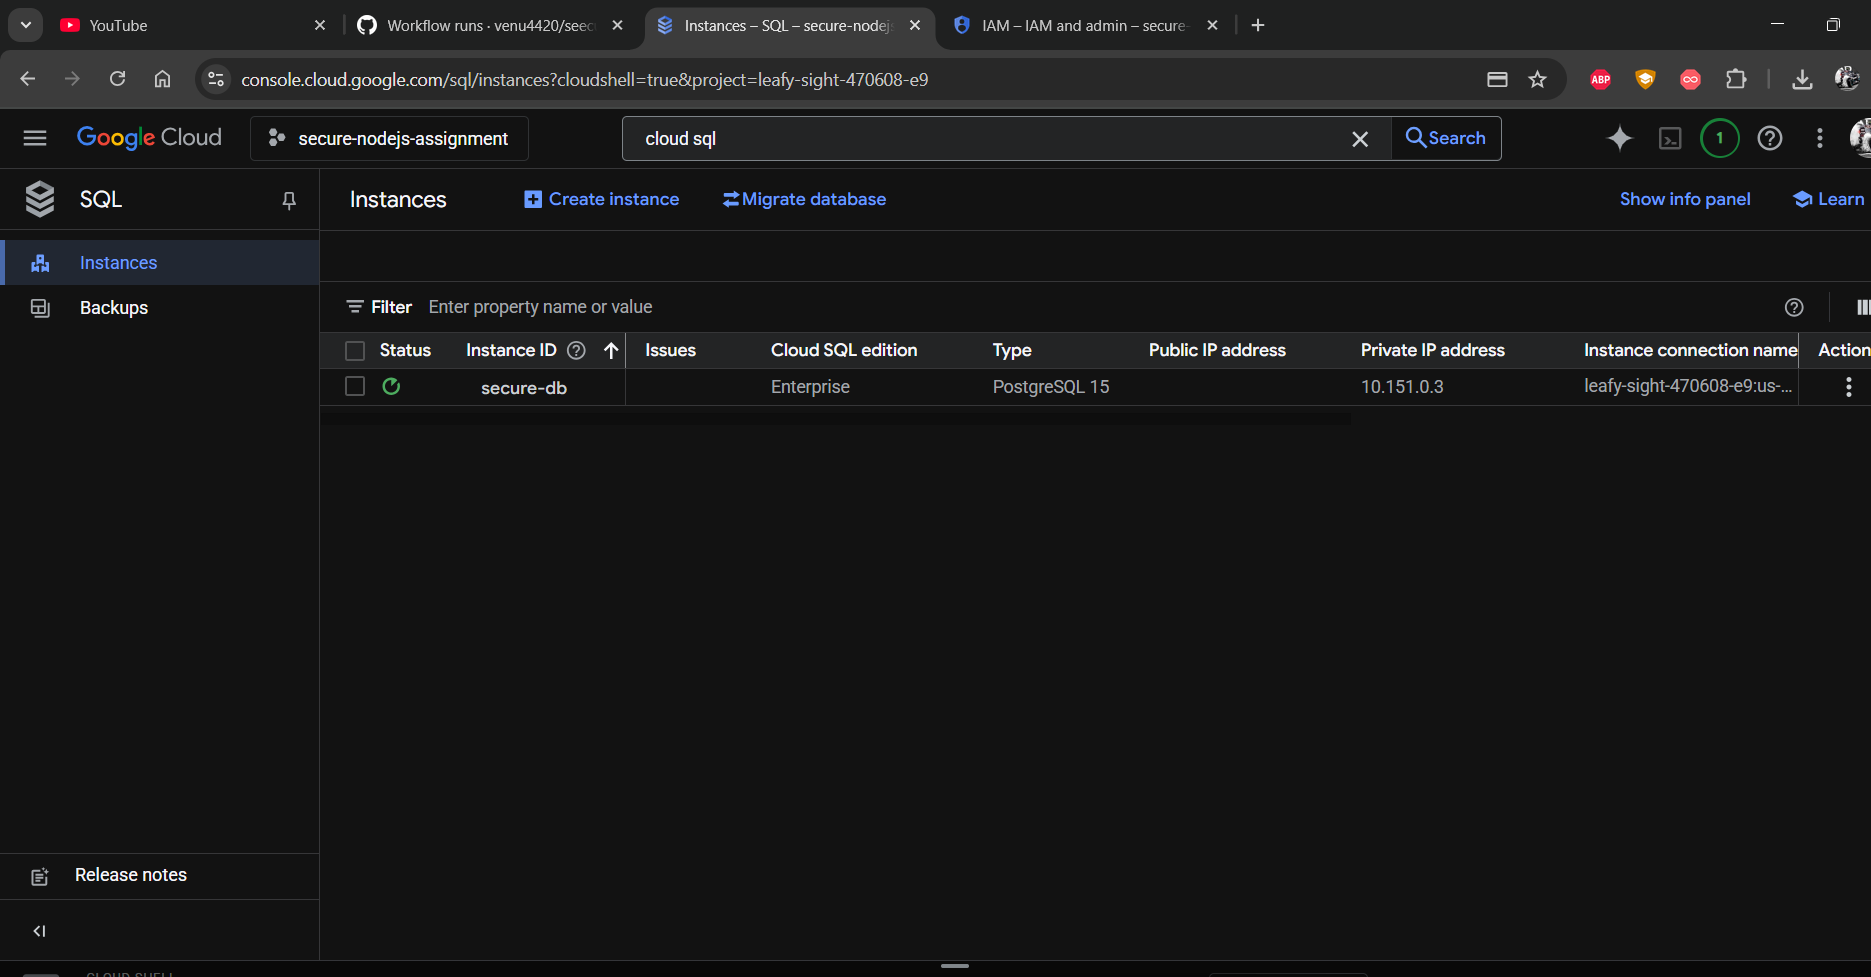 YouTube
Workflow runs · venu4420/seec
Instances – SQL – secure-nodej
IAM – IAM and admin – secure-
console.cloud.google.com/sql/instances?cloudshell=true&project=leafy-sight-470608-e9
ABP
Google Cloud
secure-nodejs-assignment
cloud sql
Search
1
SQL
Instances
Create instance
Migrate database
Show info panel
Learn
Instances
Backups
Filter
Enter property name or value
Status
Instance ID
Issues
Cloud SQL edition
Type
Public IP address
Private IP address
Instance connection name
Action
secure-db
Enterprise
PostgreSQL 15
10.151.0.3
leafy-sight-470608-e9:us-...
Release notes
CLOUD SHELL